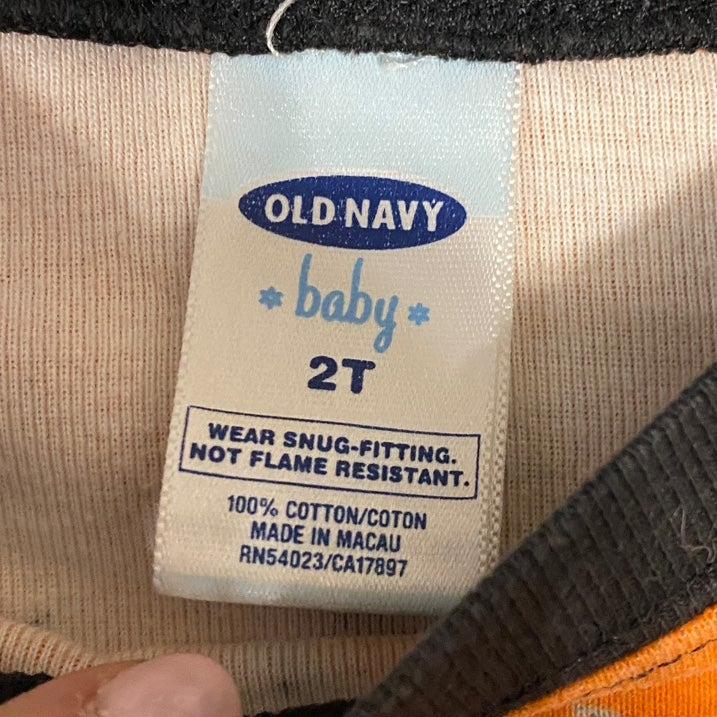 OLD NAVY
baby
2T
WEAR SNUG-FITTING.
NOT FLAME RESISTANT.
100% COTTON/COTON
MADE IN MACAU
RN54023/CA17897